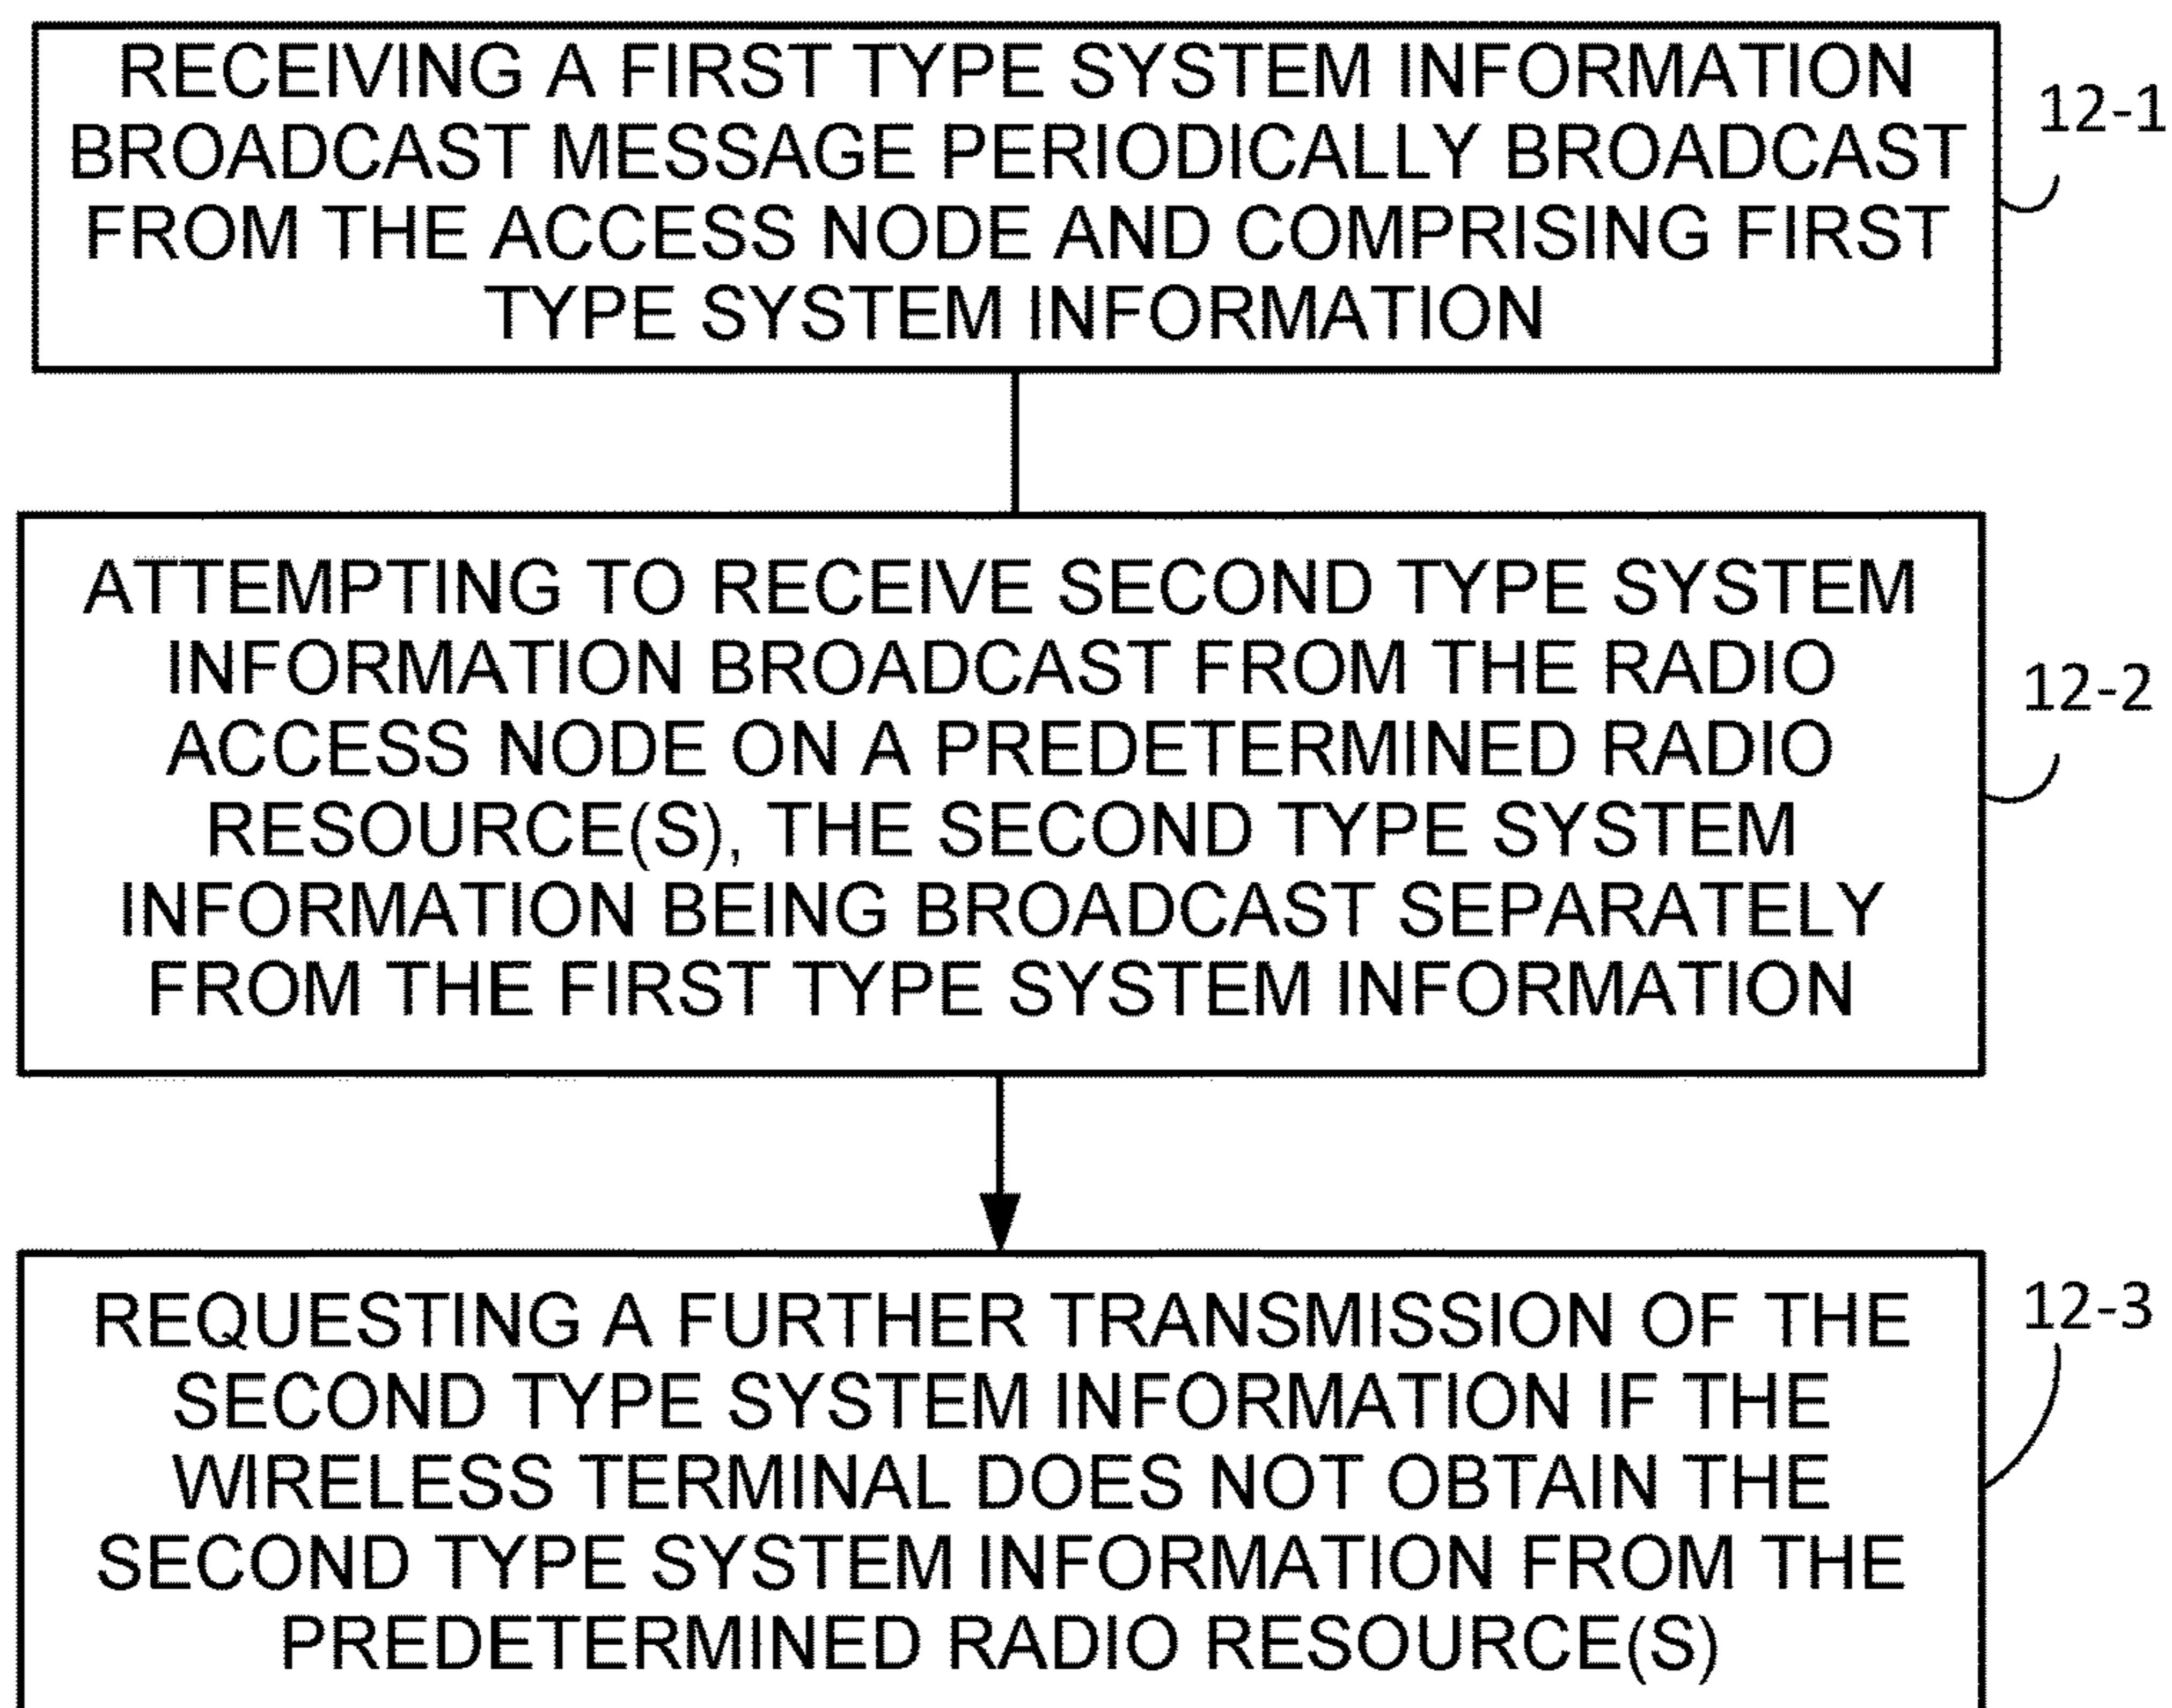 RECEIVING A FIRST TYPE SYSTEM INFORMATION
BROADCAST MESSAGE PERIODICALLY BROADCAST
FROM THE ACCESS NODE AND COMPRISING FIRST
TYPE SYSTEM INFORMATION
12-1
ATTEMPTING TO RECEIVE SECOND TYPE SYSTEM
INFORMATION BROADCAST FROM THE RADIO
ACCESS NODE ON A PREDETERMINED RADIO
RESOURCE(S), THE SECOND TYPE SYSTEM
INFORMATION BEING BROADCAST SEPARATELY
FROM THE FIRST TYPE SYSTEM INFORMATION
12-2
REQUESTING A FURTHER TRANSMISSION OF THE
SECOND TYPE SYSTEM INFORMATION IF THE
WIRELESS TERMINAL DOES NOT OBTAIN THE
SECOND TYPE SYSTEM INFORMATION FROM THE
PREDETERMINED RADIO RESOURCE(S)
12-3